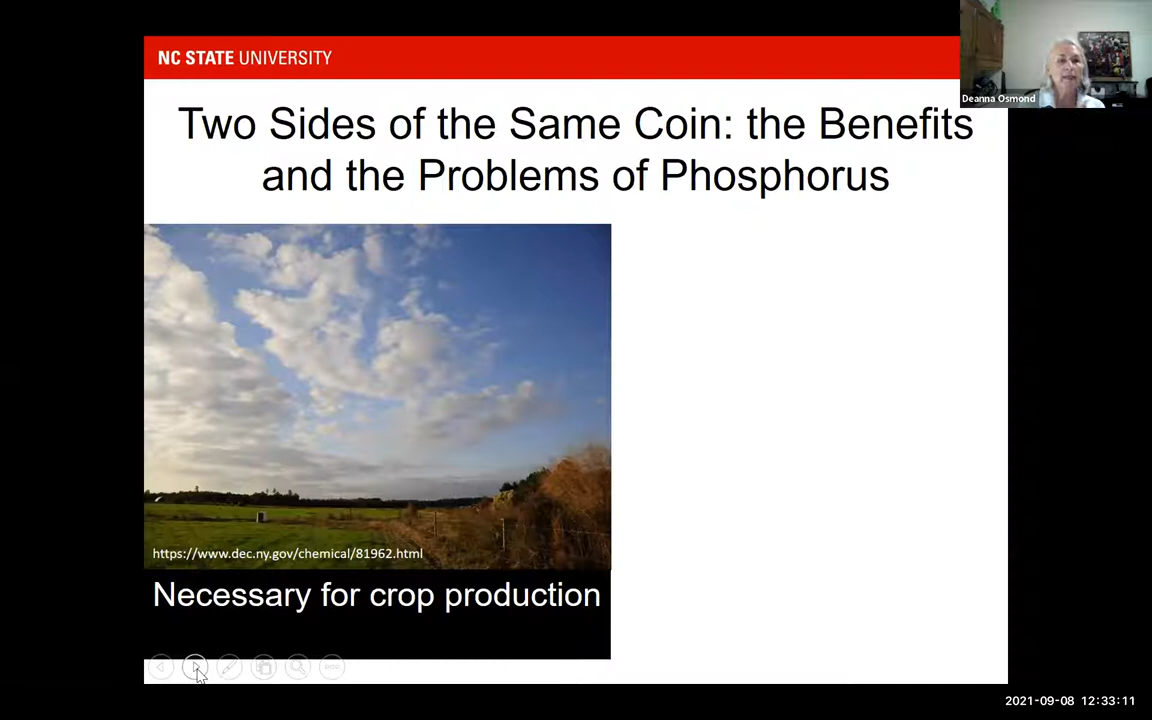 NC STATE UNIVERSITY
Deanna Osmond
Two Sides of the Same Coin: the Benefits
and the Problems of Phosphorus
https://www.dec.ny.gov/chemical/81962.html
Necessary for crop production
2021-09-08 12:33:11